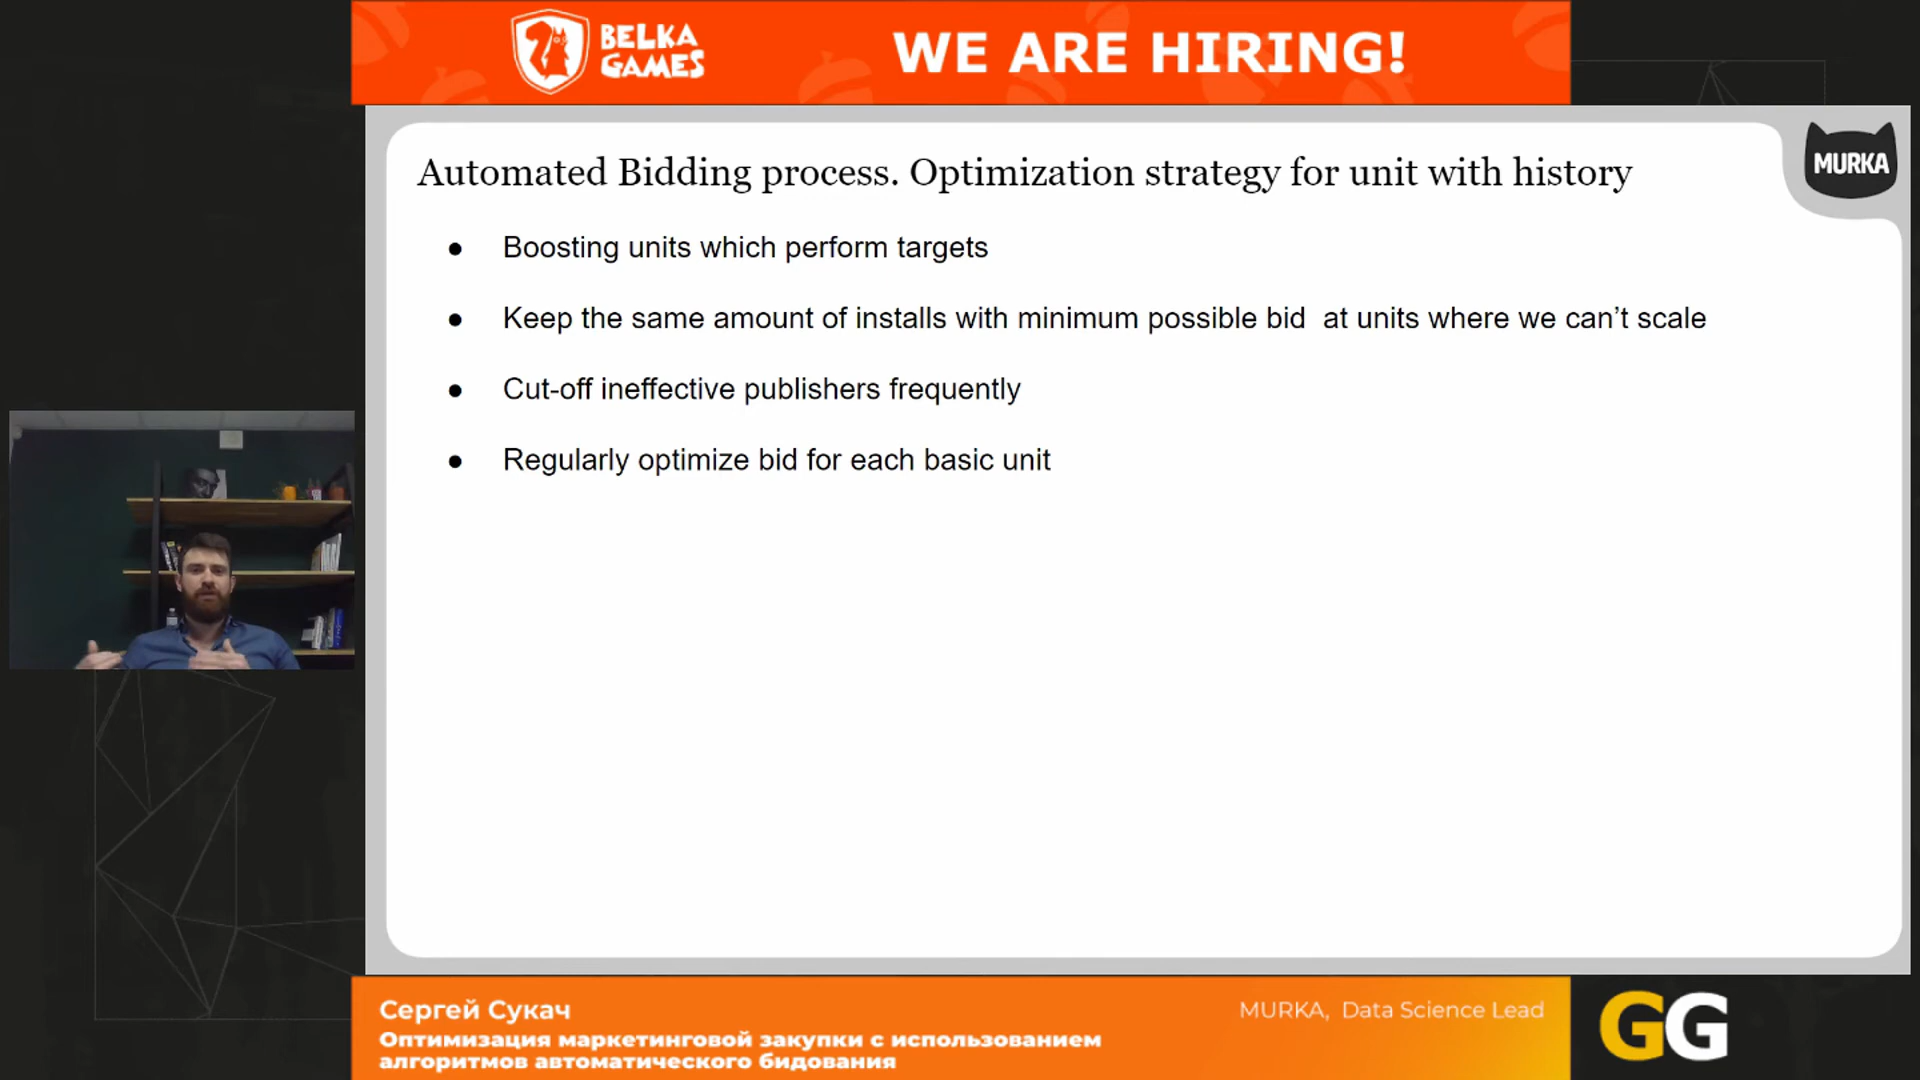 BELKA
GAMES
WE ARE HIRING!
MURKA
Automated Bidding process. Optimization strategy for unit with history
● Boosting units which perform targets
● Keep the same amount of installs with minimum possible bid  at units where we can’t scale
● Cut-off ineffective publishers frequently
● Regularly optimize bid for each basic unit
Сергей Сукач
MURKA, Data Science Lead
Оптимизация маркетинговой закупки с использованием
алгоритмов автоматического бидования
GG